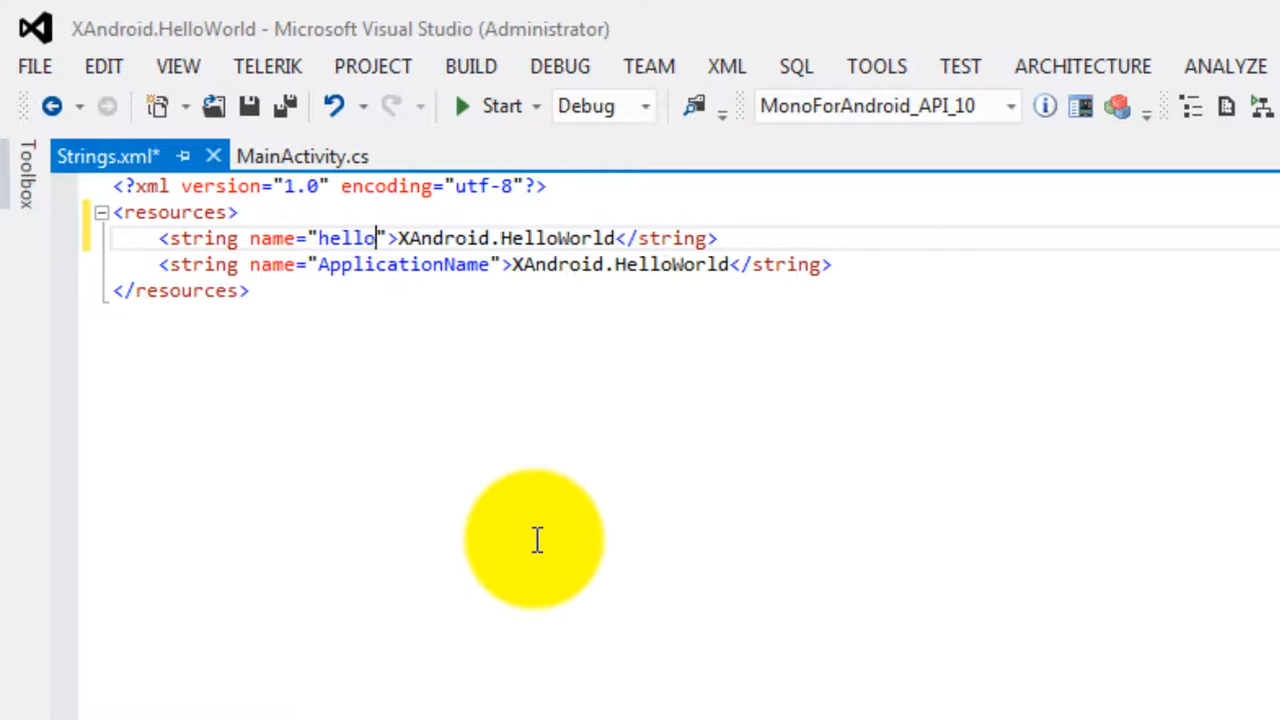 XAndroid.HelloWorld - Microsoft Visual Studio (Administrator)
FILE EDIT VIEW TELERIK PROJECT BUILD DEBUG TEAM XML SQL TOOLS TEST ARCHITECTURE ANALYZE
Start Debug MonoForAndroid_API_10
Toolbox
Strings.xml* MainActivity.cs
<?xml version="1.0" encoding="utf-8"?>
<resources>
<string name="hello">XAndroid.HelloWorld</string>
<string name="ApplicationName">XAndroid.HelloWorld</string>
</resources>